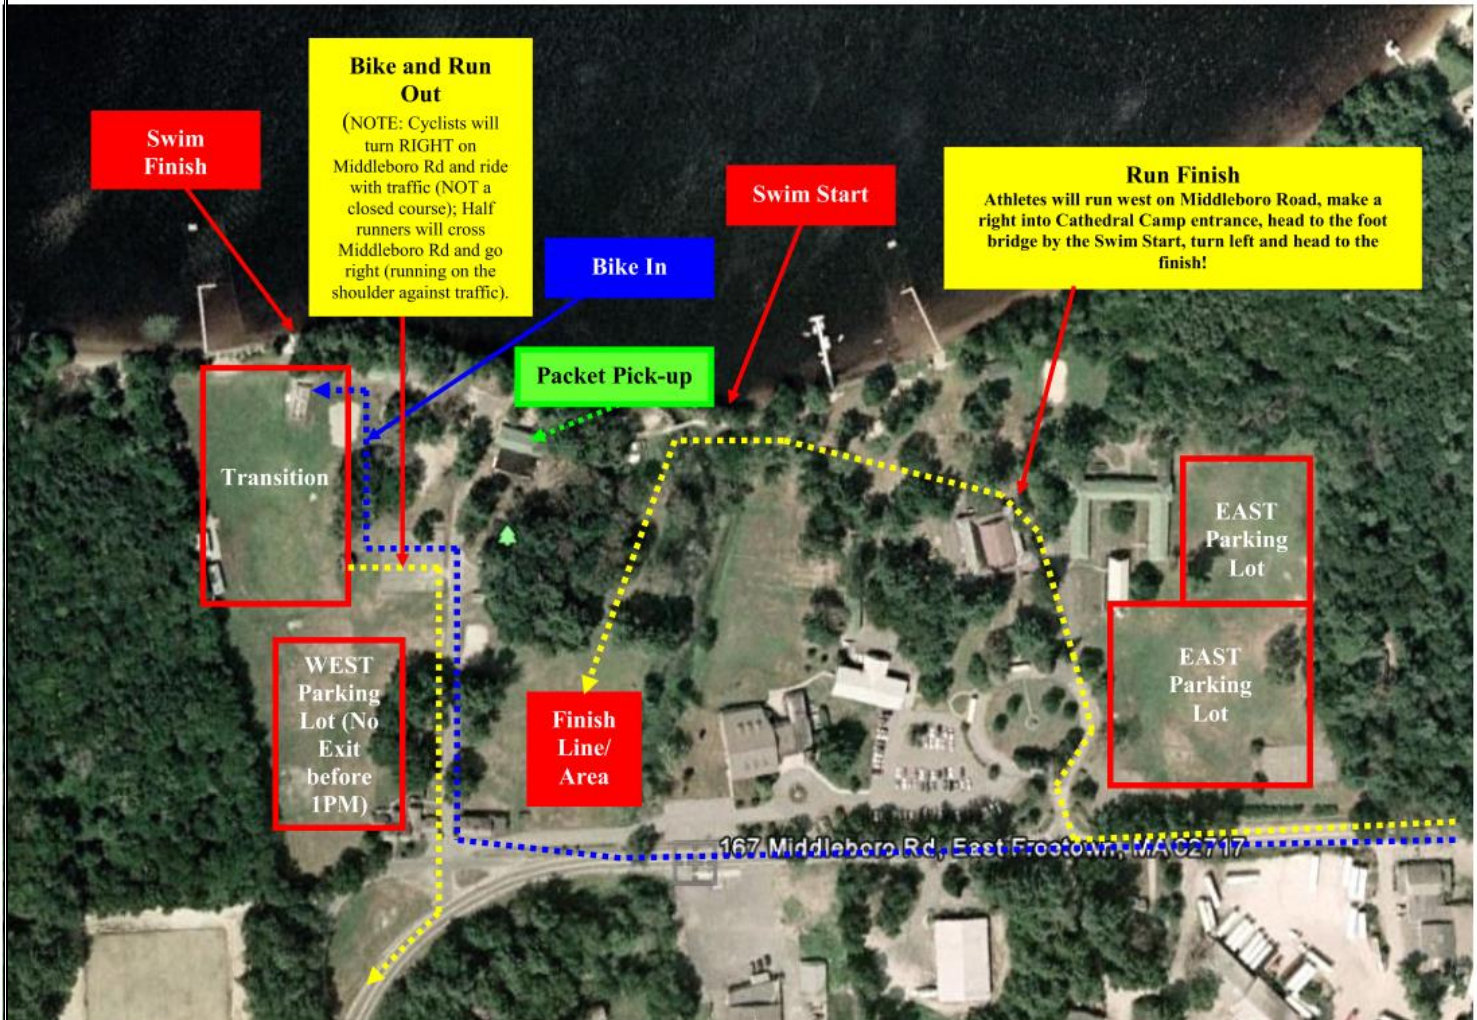 Bike and Run
Out
(NOTE: Cyclists will
turn RIGHT on
Middleboro Rd and ride
with traffic (NOT a
closed course); Half
runners will cross
Middleboro Rd and go
right (running on the
shoulder against traffic).
Swim
Finish
Swim Start
Run Finish
Athletes will run west on Middleboro Road, make a
right into Cathedral Camp entrance, head to the foot
bridge by the Swim Start, turn left and head to the
finish!
Bike In
Packet Pick-up
Transition
EAST
Parking
Lot
WEST
Parking
Lot (No
Exit
before
1PM)
EAST
Parking
Lot
Finish
Line/
Area
167 Middleboro Rd, East Freetown, MA 02717